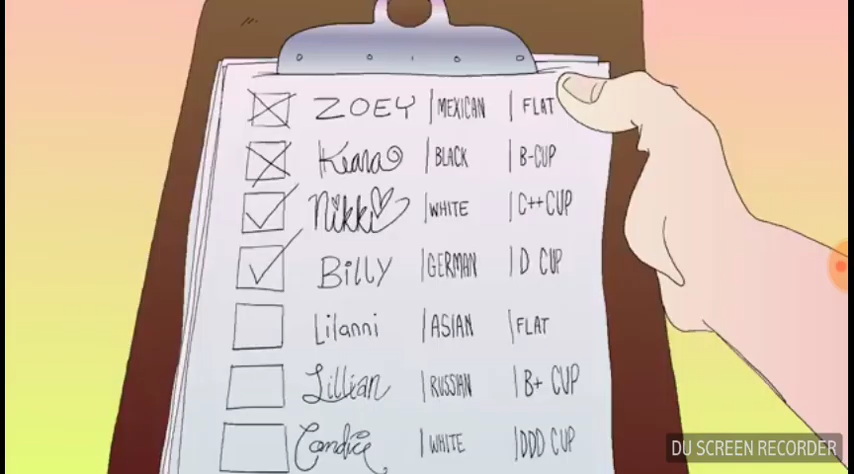 ZOEY | MEXICAN | FLAT
Kiara | BLACK | B-CUP
Nikki | WHITE | C++ CUP
BILLY | GERMAN | D CUP
Lilanni | ASIAN | FLAT
Lillian | RUSSIAN | B+ CUP
Candice | WHITE | DDD CUP
DU SCREEN RECORDER